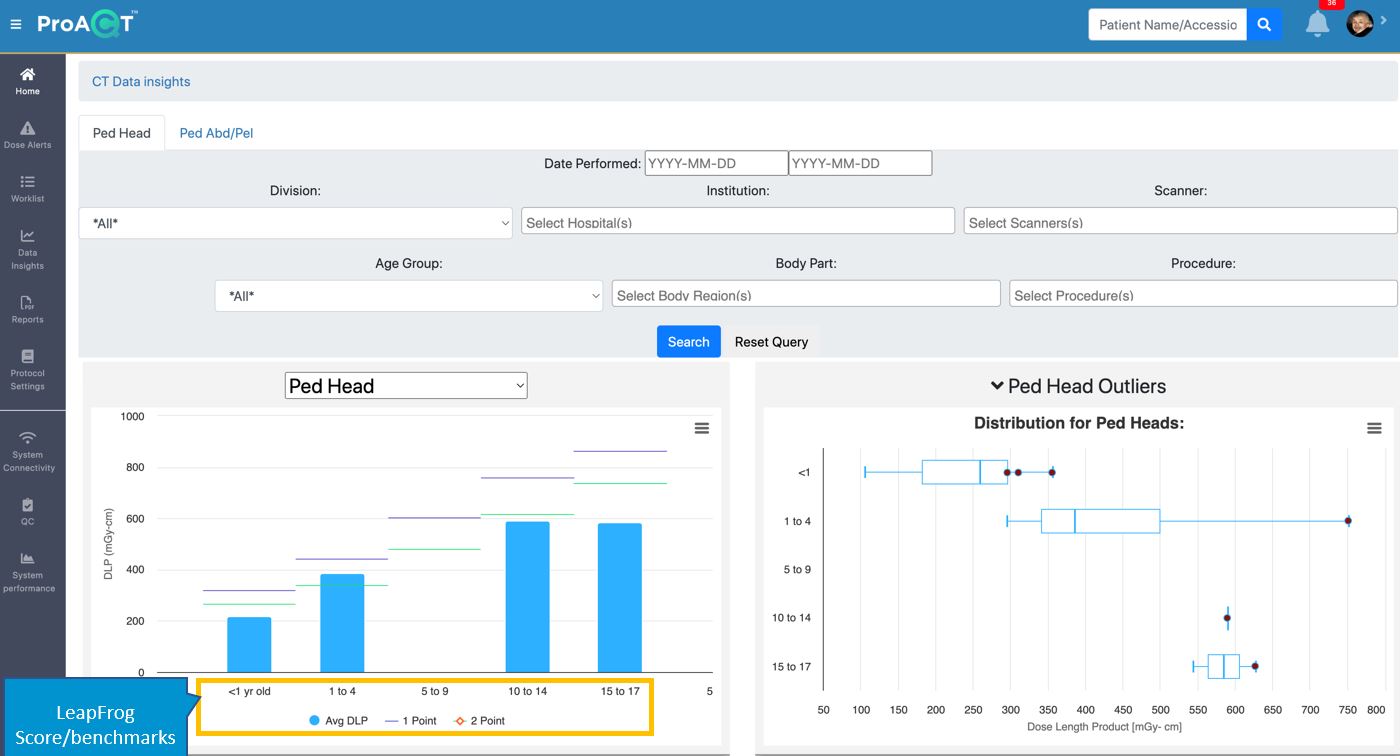 ProACT™
Patient Name/Accessio
36
Home
Dose Alerts
Worklist
Data
Insights
Reports
Protocol
Settings
System
Connectivity
QC
System
performance
CT Data insights
Ped Head Ped Abd/Pel
Date Performed: YYYY-MM-DD YYYY-MM-DD
Division: Institution: Scanner:
*All* Select Hospital(s) Select Scanners(s)
Age Group: Body Part: Procedure:
*All* Select Body Region(s) Select Procedure(s)
Search Reset Query
Ped Head
1000
800
600
400
200
0
DLP (mGy-cm)
<1 yr old 1 to 4 5 to 9 10 to 14 15 to 17 5
Avg DLP 1 Point 2 Point
LeapFrog
Score/benchmarks
Ped Head Outliers
Distribution for Ped Heads:
<1
1 to 4
5 to 9
10 to 14
15 to 17
50 100 150 200 250 300 350 400 450 500 550 600 650 700 750 800
Dose Length Product [mGy- cm]